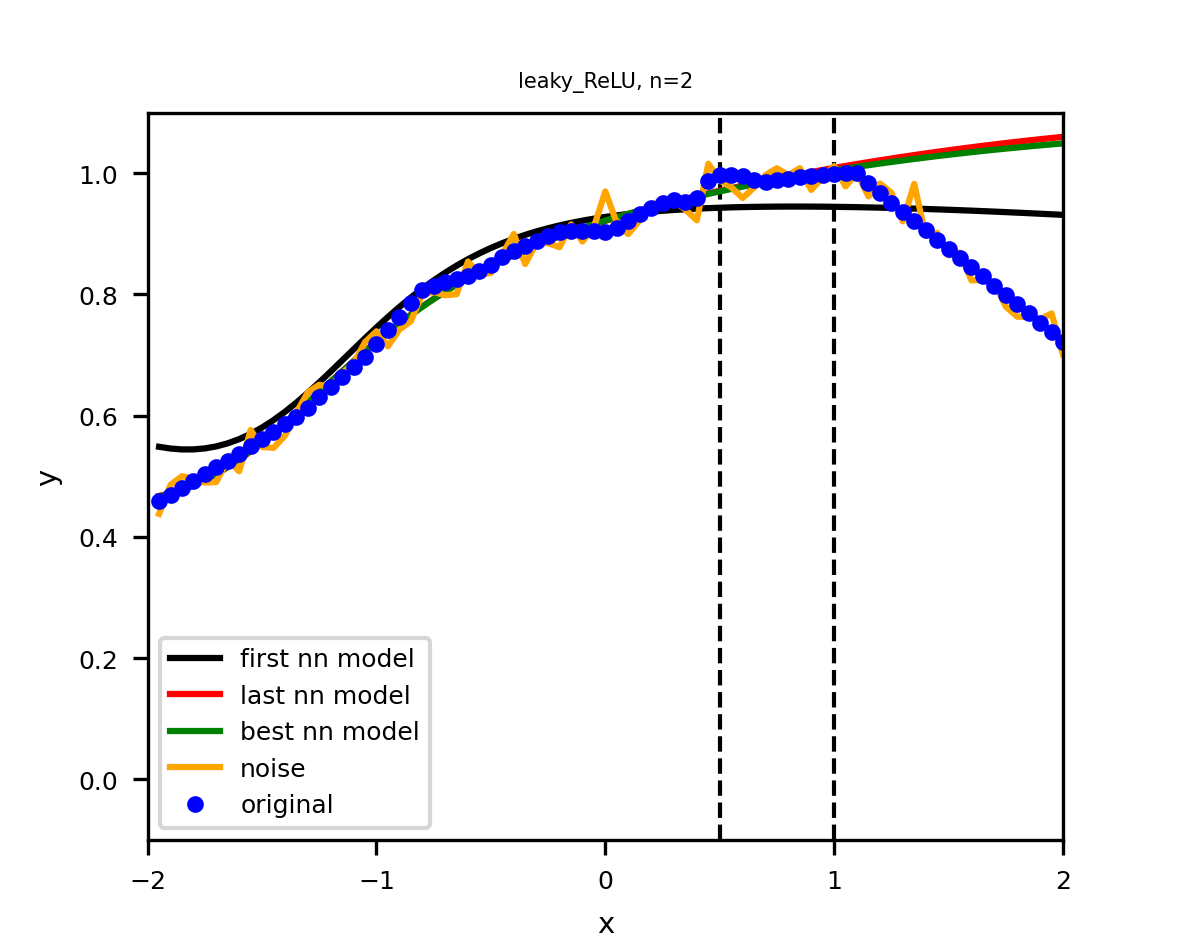 leaky_ReLU, n=2
y
1.0
0.8
0.6
0.4
0.2
0.0
first nn model
last nn model
best nn model
noise
original
−2
−1
0
1
2
x